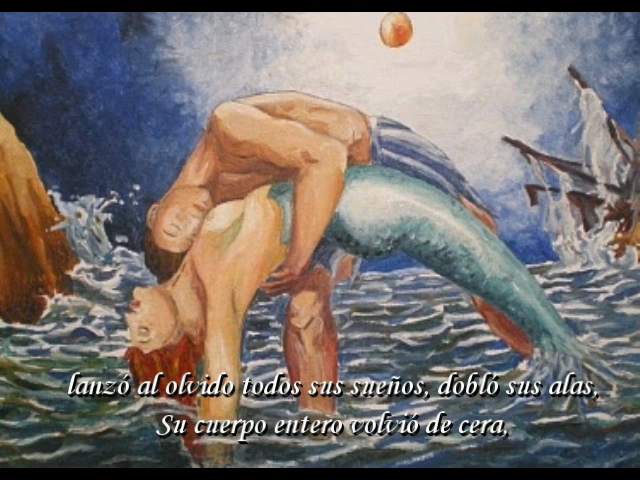 lanzó al olvido todos sus sueños, dobló sus alas,
Su cuerpo entero volvió de cera,